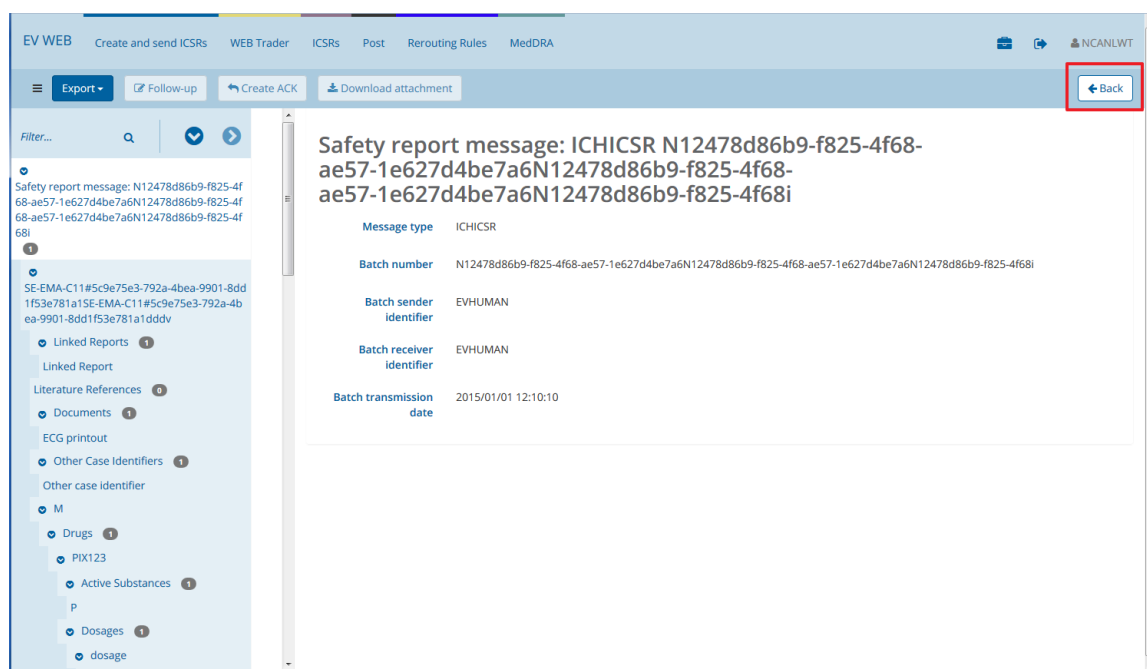 EV WEB Create and send ICSRs WEB Trader ICSRs Post Rerouting Rules MedDRA NCANLWT
Export Follow-up Create ACK Download attachment Back
Filter...
Safety report message: N12478d86b9-f825-4f
68-ae57-1e627d4be7a6N12478d86b9-f825-4f
68-ae57-1e627d4be7a6N12478d86b9-f825-4f
68i
1
SE-EMA-C11#5c9e75e3-792a-4bea-9901-8dd
1f53e781a1SE-EMA-C11#5c9e75e3-792a-4b
ea-9901-8dd1f53e781a1dddv
Linked Reports 1
Linked Report
Literature References 0
Documents 1
ECG printout
Other Case Identifiers 1
Other case identifier
M
Drugs 1
PIX123
Active Substances 1
P
Dosages 1
dosage
Safety report message: ICHICSR N12478d86b9-f825-4f68-
ae57-1e627d4be7a6N12478d86b9-f825-4f68-
ae57-1e627d4be7a6N12478d86b9-f825-4f68i
Message type ICHICSR
Batch number N12478d86b9-f825-4f68-ae57-1e627d4be7a6N12478d86b9-f825-4f68-ae57-1e627d4be7a6N12478d86b9-f825-4f68i
Batch sender EVHUMAN
identifier
Batch receiver EVHUMAN
identifier
Batch transmission 2015/01/01 12:10:10
date